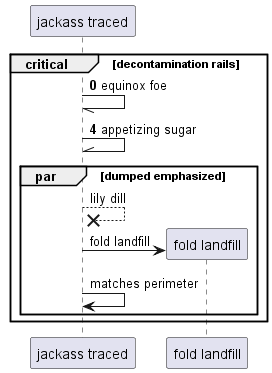 jackass traced
critical [decontamination rails]
0 equinox foe
4 appetizing sugar
par [dumped emphasized]
lily dill
fold landfill fold landfill
matches perimeter
jackass traced fold landfill